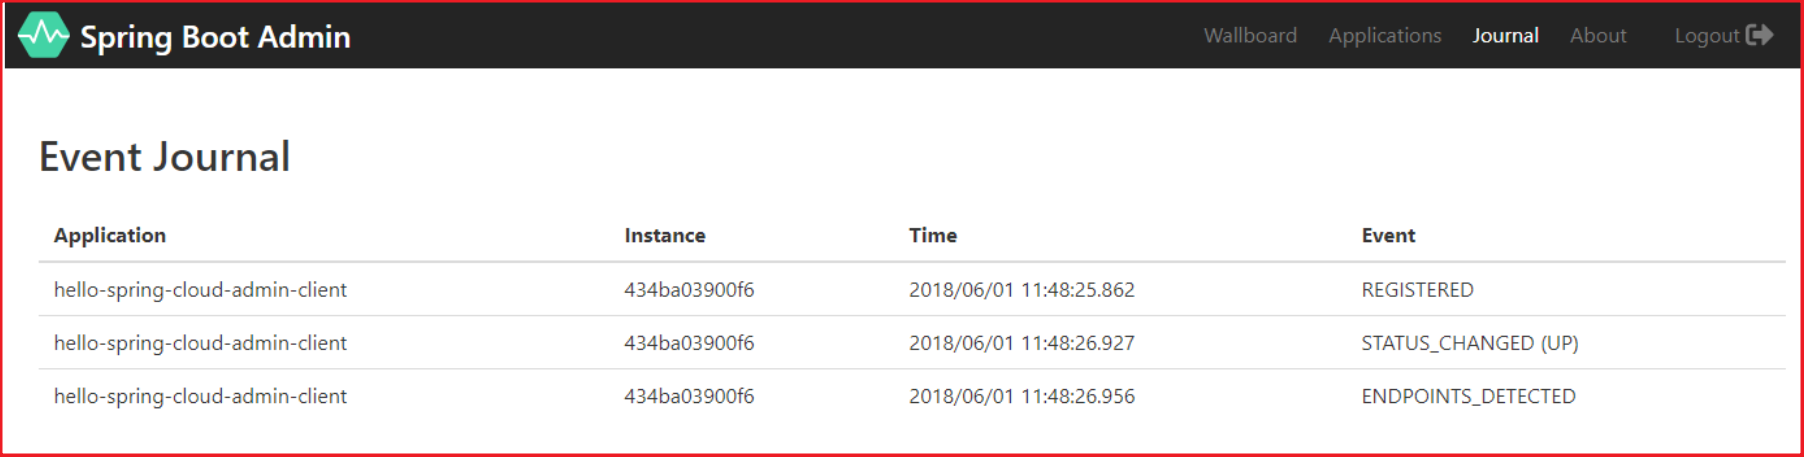 Spring Boot Admin Wallboard Applications Journal About Logout
Event Journal
Application Instance Time Event
hello-spring-cloud-admin-client 434ba03900f6 2018/06/01 11:48:25.862 REGISTERED
hello-spring-cloud-admin-client 434ba03900f6 2018/06/01 11:48:26.927 STATUS_CHANGED (UP)
hello-spring-cloud-admin-client 434ba03900f6 2018/06/01 11:48:26.956 ENDPOINTS_DETECTED